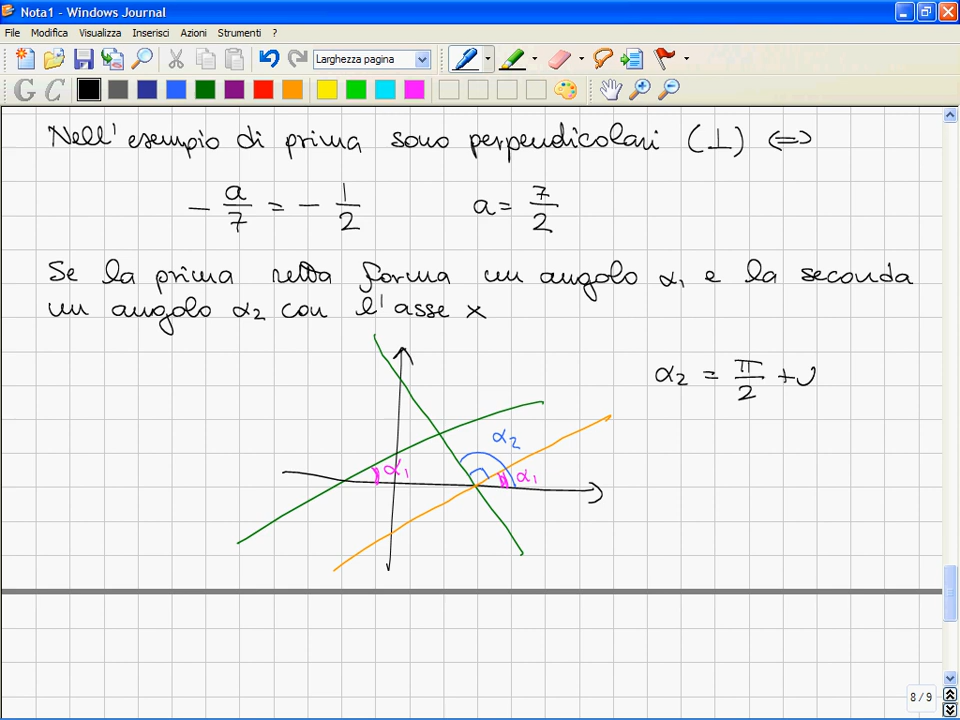 Nota1 - Windows Journal
File Modifica Visualizza Inserisci Azioni Strumenti ?
Larghezza pagina
G C
Nell'esempio di prima sono perpendicolari (⊥) ⟺
- a/7 = - 1/2 a = 7/2
Se la prima retta forma un angolo α1 e la seconda
un angolo α2 con l'asse x
α2 = π/2 +
α2
α1
α1
8 / 9